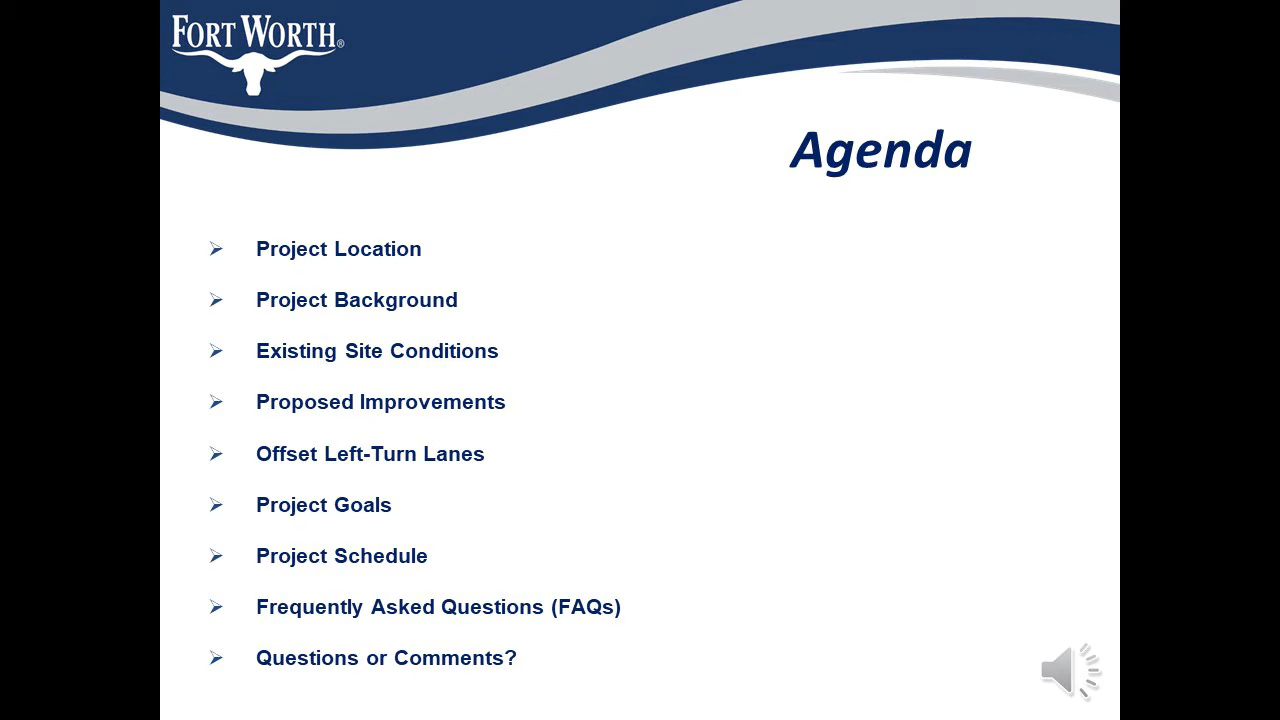 FORT WORTH®
Agenda
Project Location
Project Background
Existing Site Conditions
Proposed Improvements
Offset Left-Turn Lanes
Project Goals
Project Schedule
Frequently Asked Questions (FAQs)
Questions or Comments?